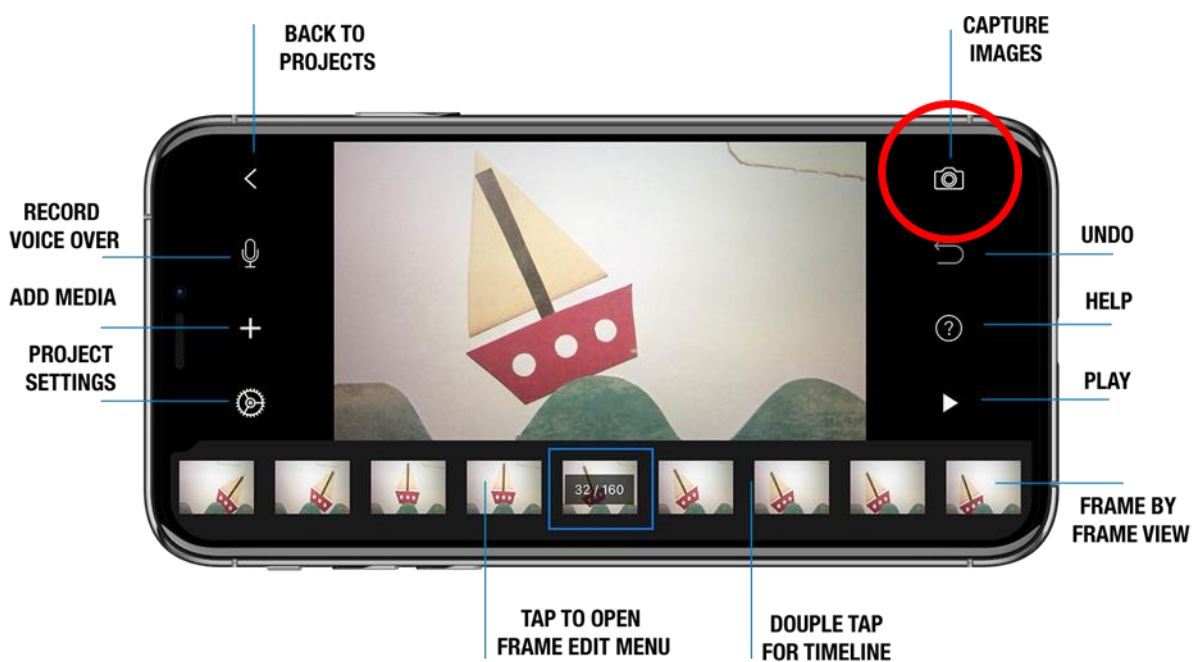 BACK TO
PROJECTS
CAPTURE
IMAGES
RECORD
VOICE OVER
UNDO
ADD MEDIA
HELP
PROJECT
SETTINGS
PLAY
32 / 160
FRAME BY
FRAME VIEW
TAP TO OPEN
FRAME EDIT MENU
DOUPLE TAP
FOR TIMELINE